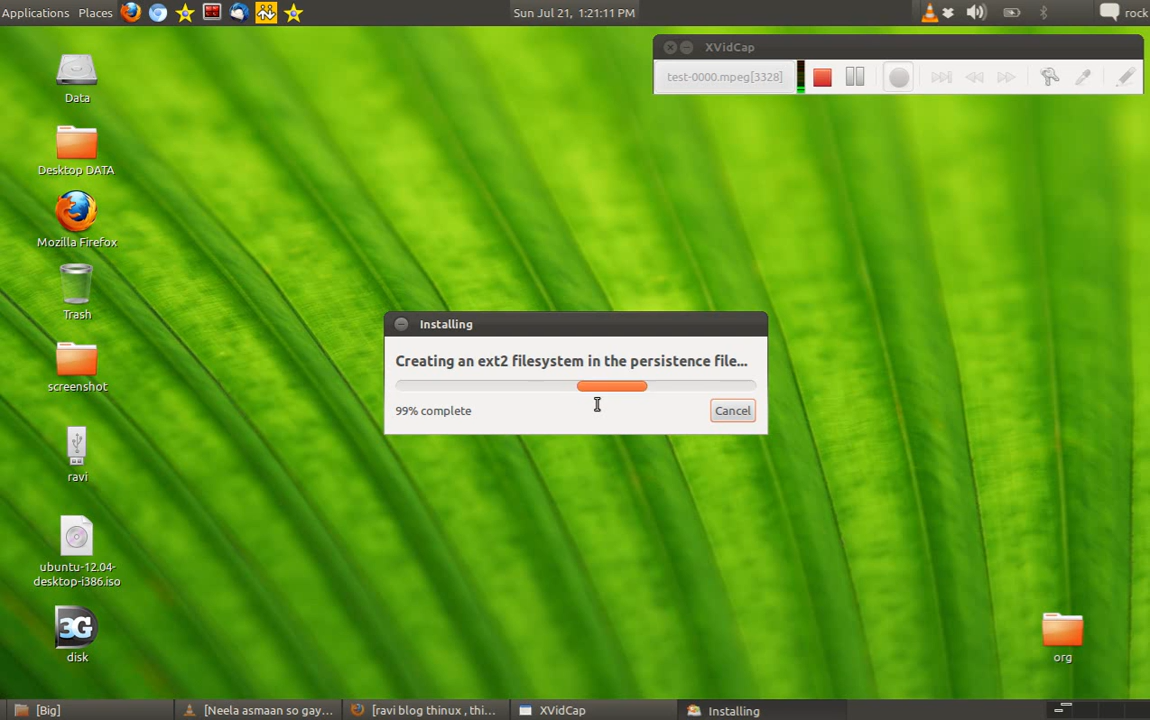 Applications Places
Sun Jul 21, 1:21:11 PM
rock
XVidCap
test-0000.mpeg[3328]
Data
Desktop DATA
Mozilla Firefox
Trash
Installing
Creating an ext2 filesystem in the persistence file...
99% complete
Cancel
screenshot
ravi
ubuntu-12.04-
desktop-i386.iso
3G
disk
org
[Big]
[Neela asmaan so gay...
[ravi blog thinux , thi...
XVidCap
Installing